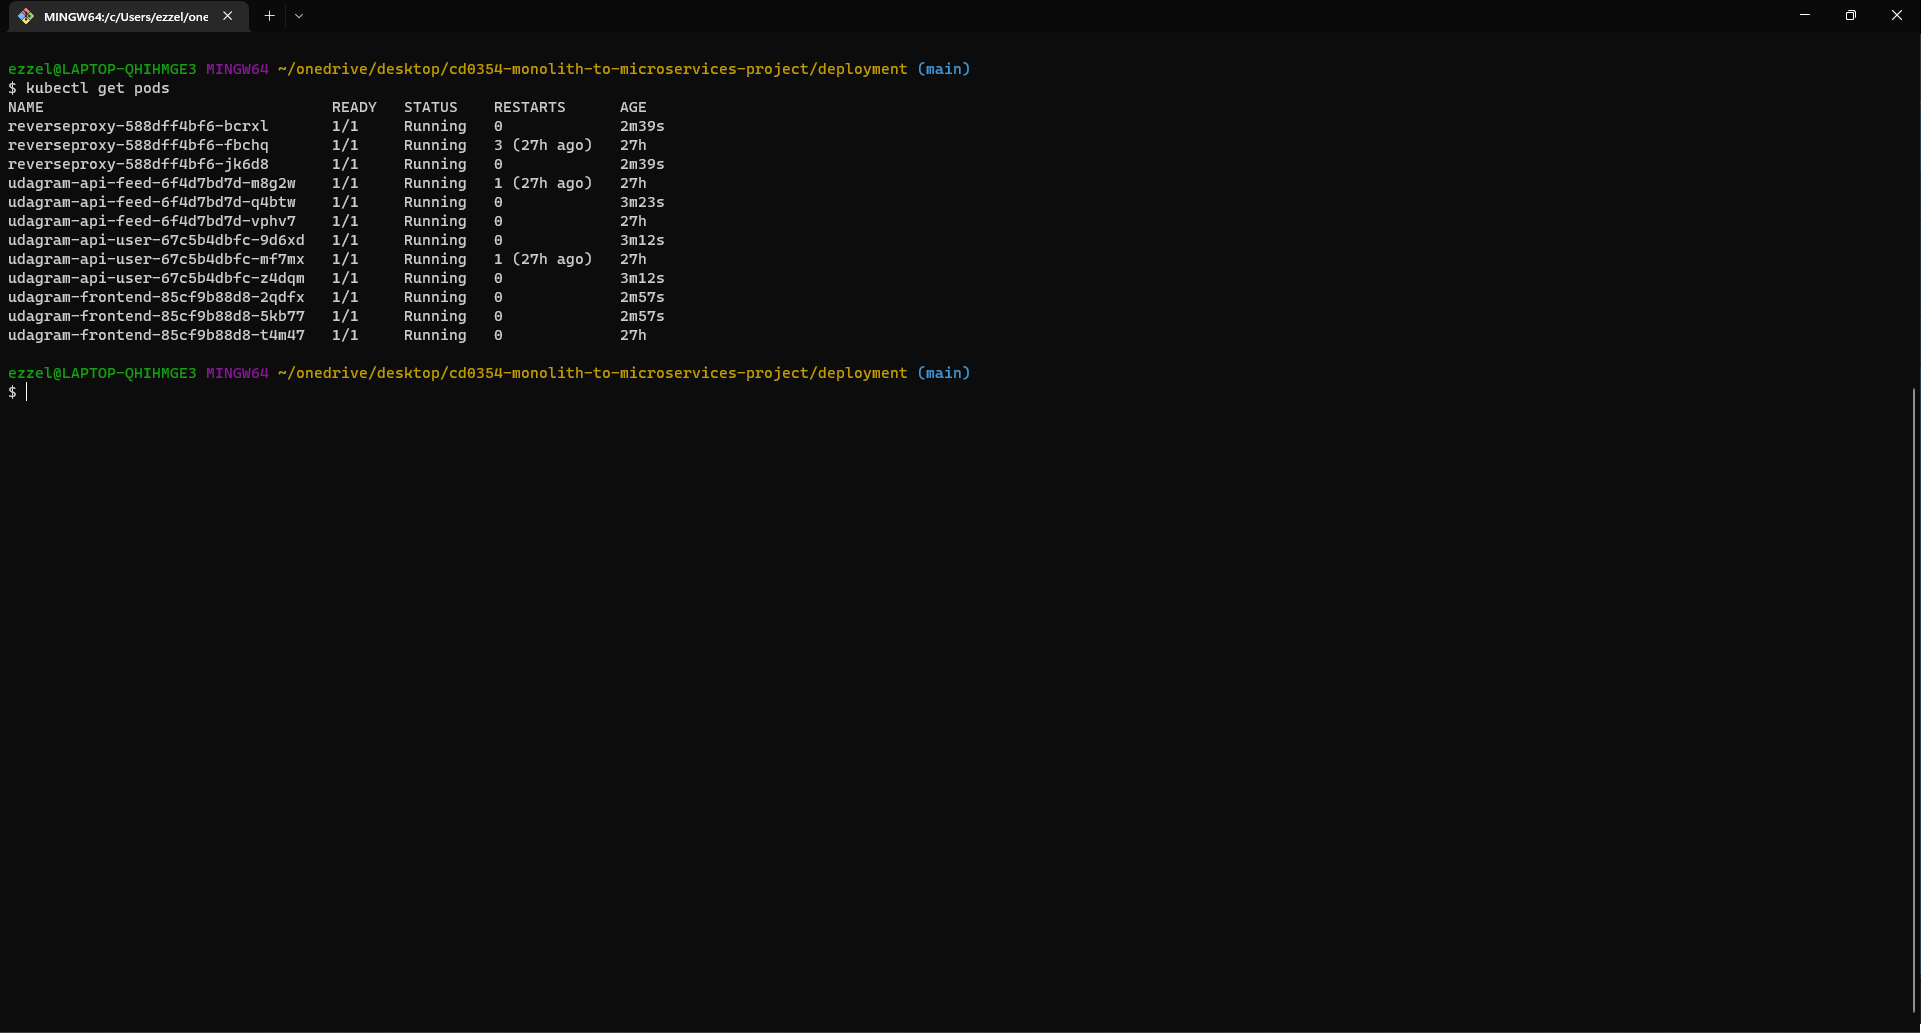 MINGW64:/c/Users/ezzel/one
ezzel@LAPTOP-QHIHMGE3 MINGW64 ~/onedrive/desktop/cd0354-monolith-to-microservices-project/deployment (main)
$ kubectl get pods
NAME                                READY   STATUS    RESTARTS      AGE
reverseproxy-588dff4bf6-bcrxl       1/1     Running   0             2m39s
reverseproxy-588dff4bf6-fbchq       1/1     Running   3 (27h ago)   27h
reverseproxy-588dff4bf6-jk6d8       1/1     Running   0             2m39s
udagram-api-feed-6f4d7bd7d-m8g2w    1/1     Running   1 (27h ago)   27h
udagram-api-feed-6f4d7bd7d-q4btw    1/1     Running   0             3m23s
udagram-api-feed-6f4d7bd7d-vphv7    1/1     Running   0             27h
udagram-api-user-67c5b4dbfc-9d6xd   1/1     Running   0             3m12s
udagram-api-user-67c5b4dbfc-mf7mx   1/1     Running   1 (27h ago)   27h
udagram-api-user-67c5b4dbfc-z4dqm   1/1     Running   0             3m12s
udagram-frontend-85cf9b88d8-2qdfx   1/1     Running   0             2m57s
udagram-frontend-85cf9b88d8-5kb77   1/1     Running   0             2m57s
udagram-frontend-85cf9b88d8-t4m47   1/1     Running   0             27h
ezzel@LAPTOP-QHIHMGE3 MINGW64 ~/onedrive/desktop/cd0354-monolith-to-microservices-project/deployment (main)
$